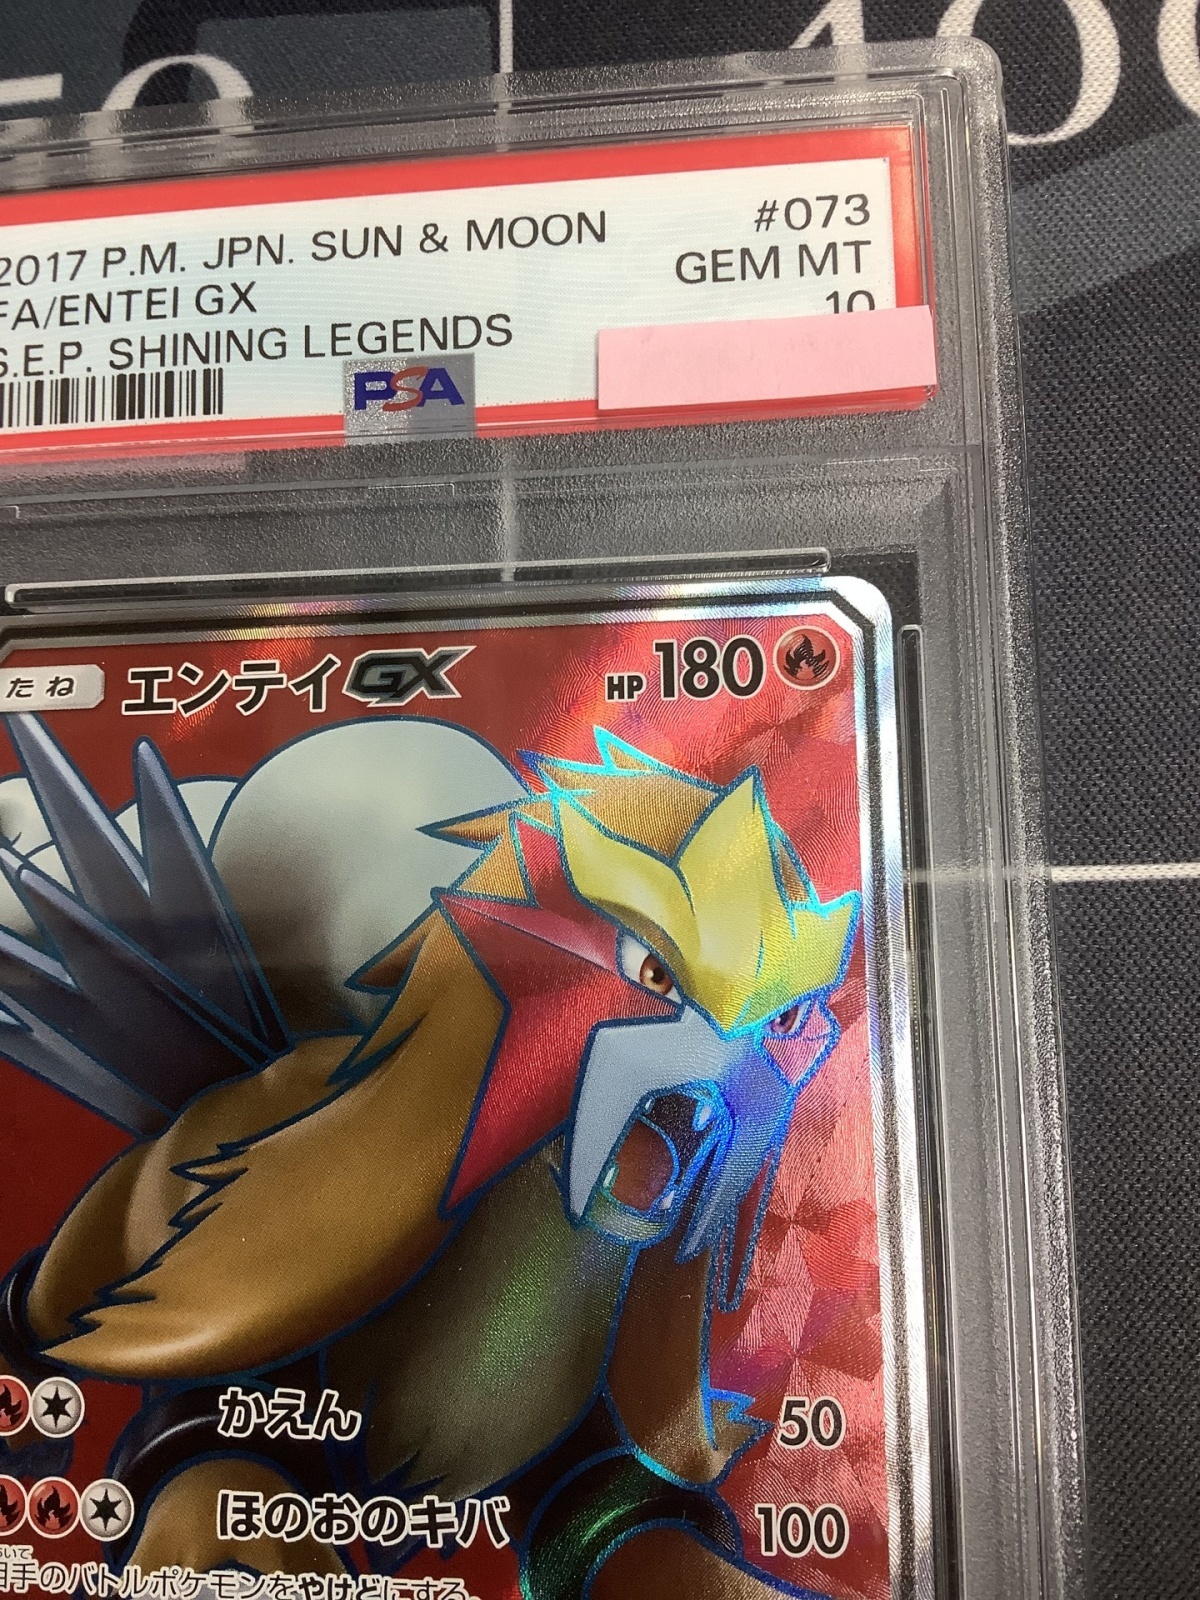 2017 P.M. JPN. SUN & MOON #073
FA/ENTEI GX GEM MT
S.E.P. SHINING LEGENDS 10
PSA
たね エンテイGX HP 180
かえん 50
ほのおのキバ 100
相手のバトルポケモンをやけどにする。